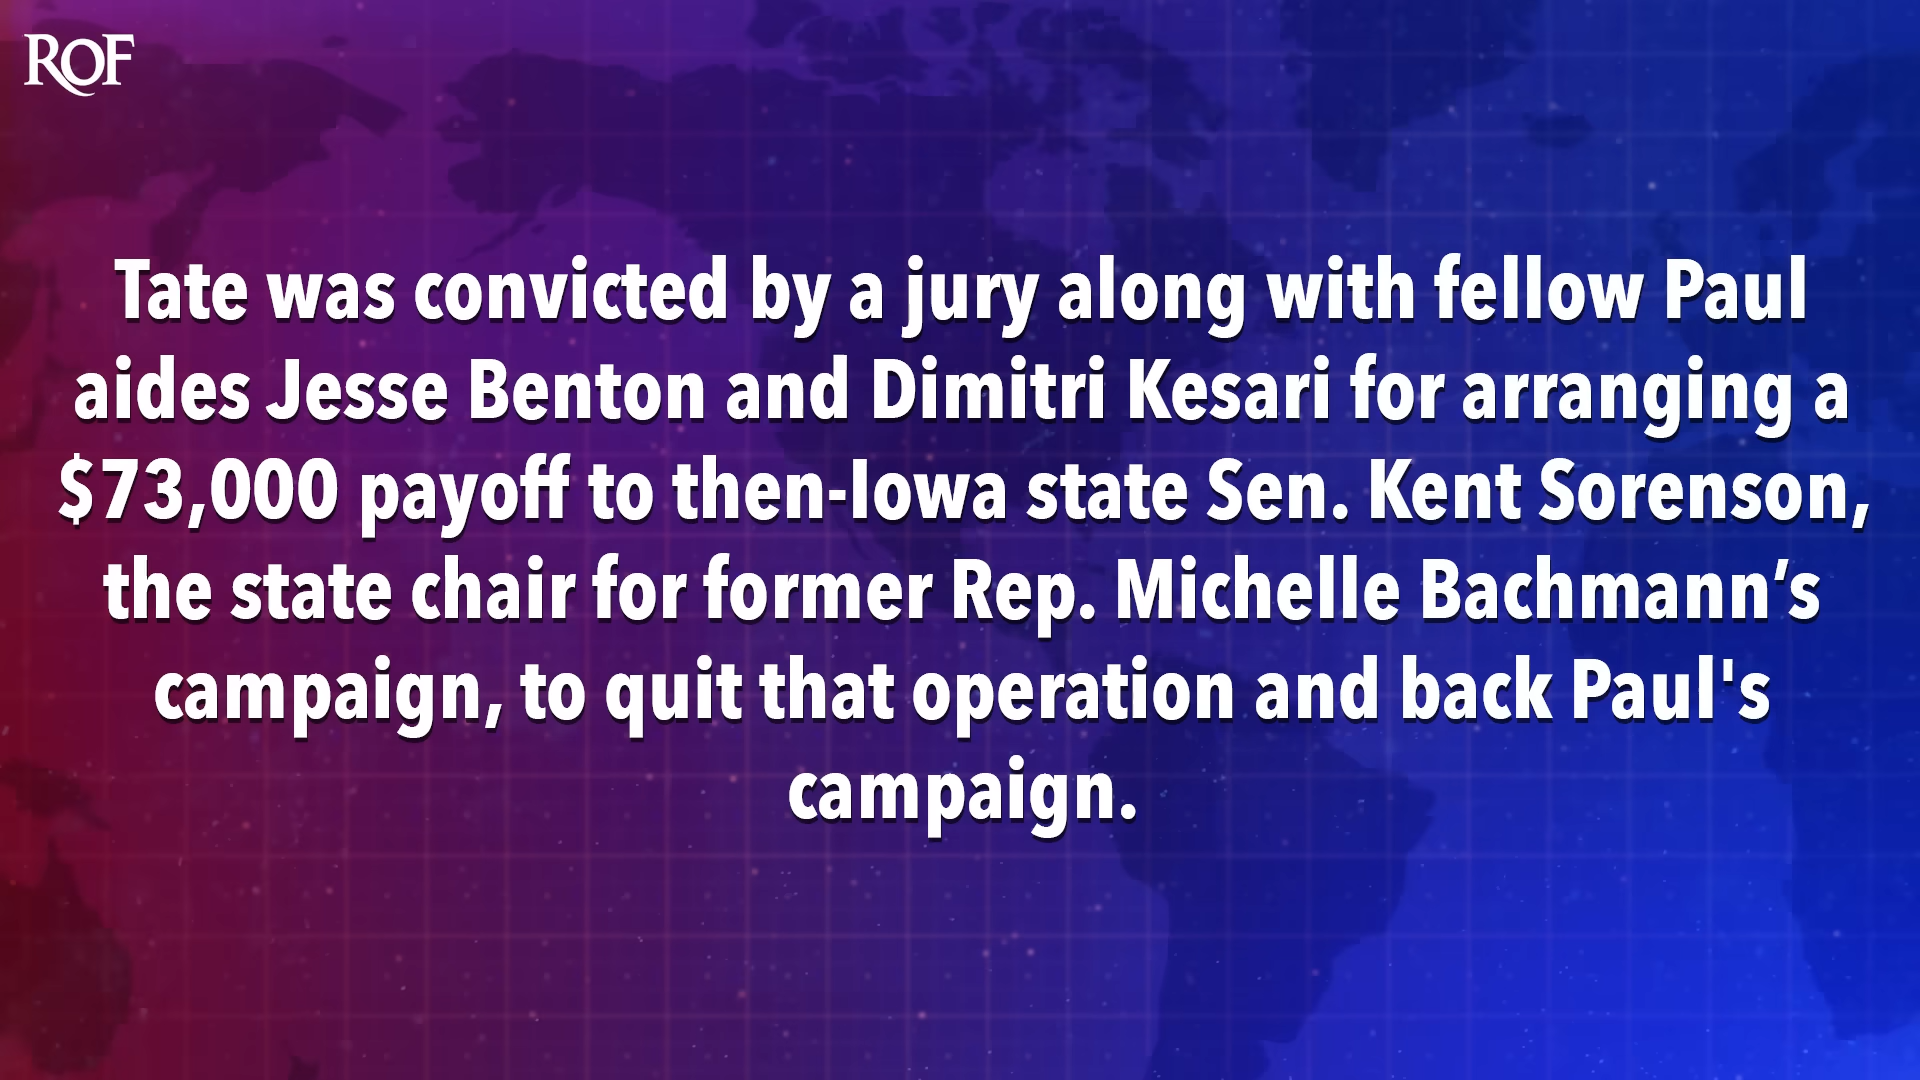 ROF
Tate was convicted by a jury along with fellow Paul
aides Jesse Benton and Dimitri Kesari for arranging a
$73,000 payoff to then-Iowa state Sen. Kent Sorenson,
the state chair for former Rep. Michelle Bachmann’s
campaign, to quit that operation and back Paul's
campaign.